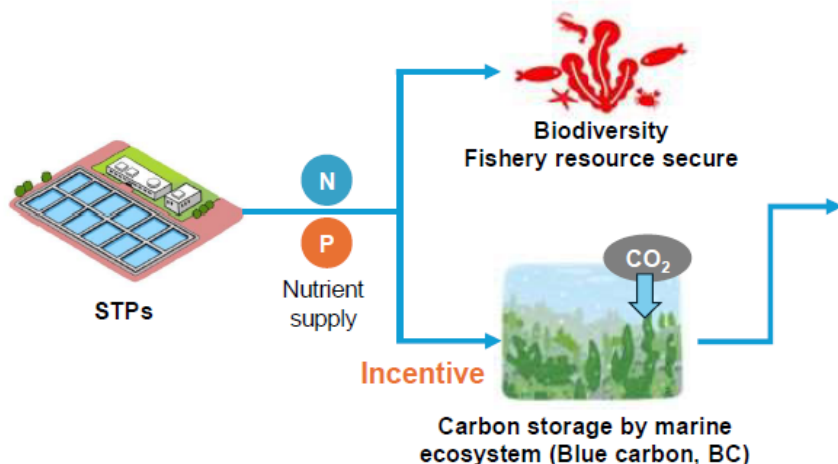 Biodiversity
Fishery resource secure
N
P
Nutrient
supply
STPs
CO₂
Incentive
Carbon storage by marine
ecosystem (Blue carbon, BC)